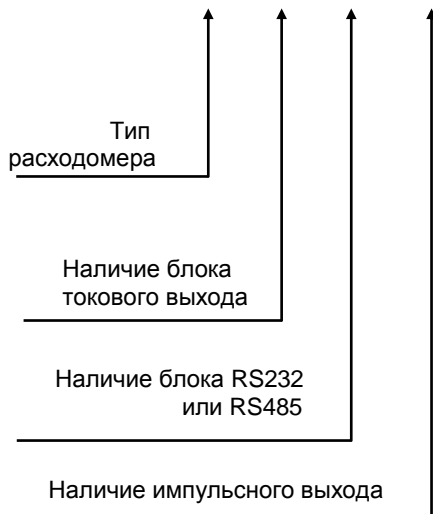 Тип
расходомера
Наличие блока
токового выхода
Наличие блока RS232
или RS485
Наличие импульсного выхода